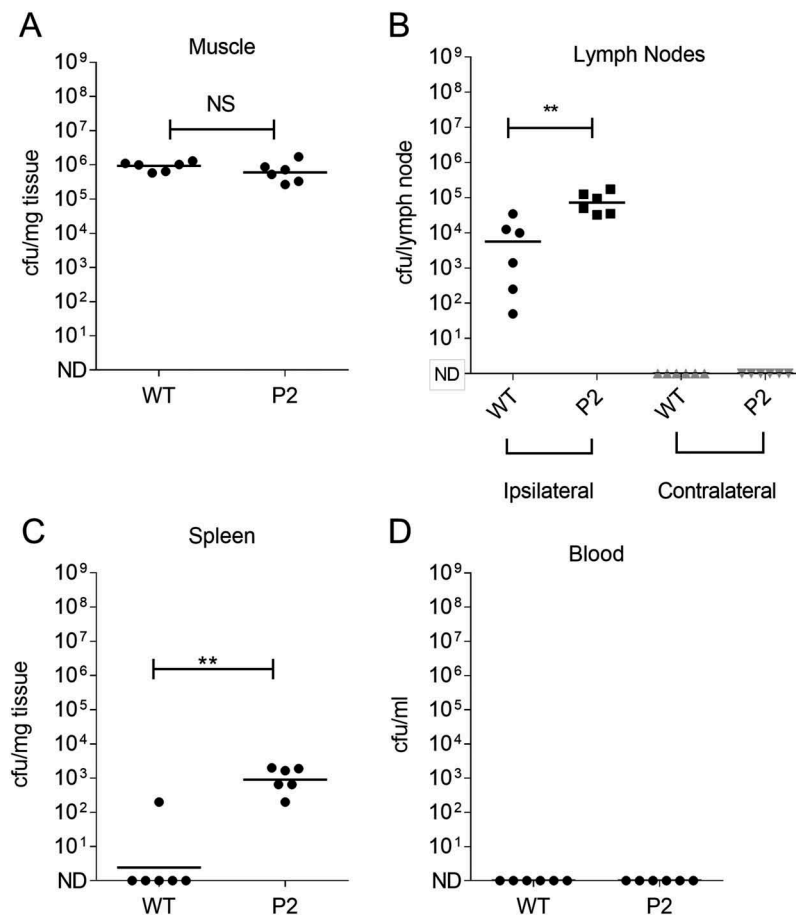 A
Muscle
10⁹
10⁸
10⁷
10⁶
10⁵
10⁴
10³
10²
10¹
ND
cfu/mg tissue
NS
WT P2
B
Lymph Nodes
10⁹
10⁸
10⁷
10⁶
10⁵
10⁴
10³
10²
10¹
ND
cfu/lymph node
**
WT P2 WT P2
Ipsilateral Contralateral
C
Spleen
10⁹
10⁸
10⁷
10⁶
10⁵
10⁴
10³
10²
10¹
ND
cfu/mg tissue
**
WT P2
D
Blood
10⁹
10⁸
10⁷
10⁶
10⁵
10⁴
10³
10²
10¹
ND
cfu/ml
WT P2